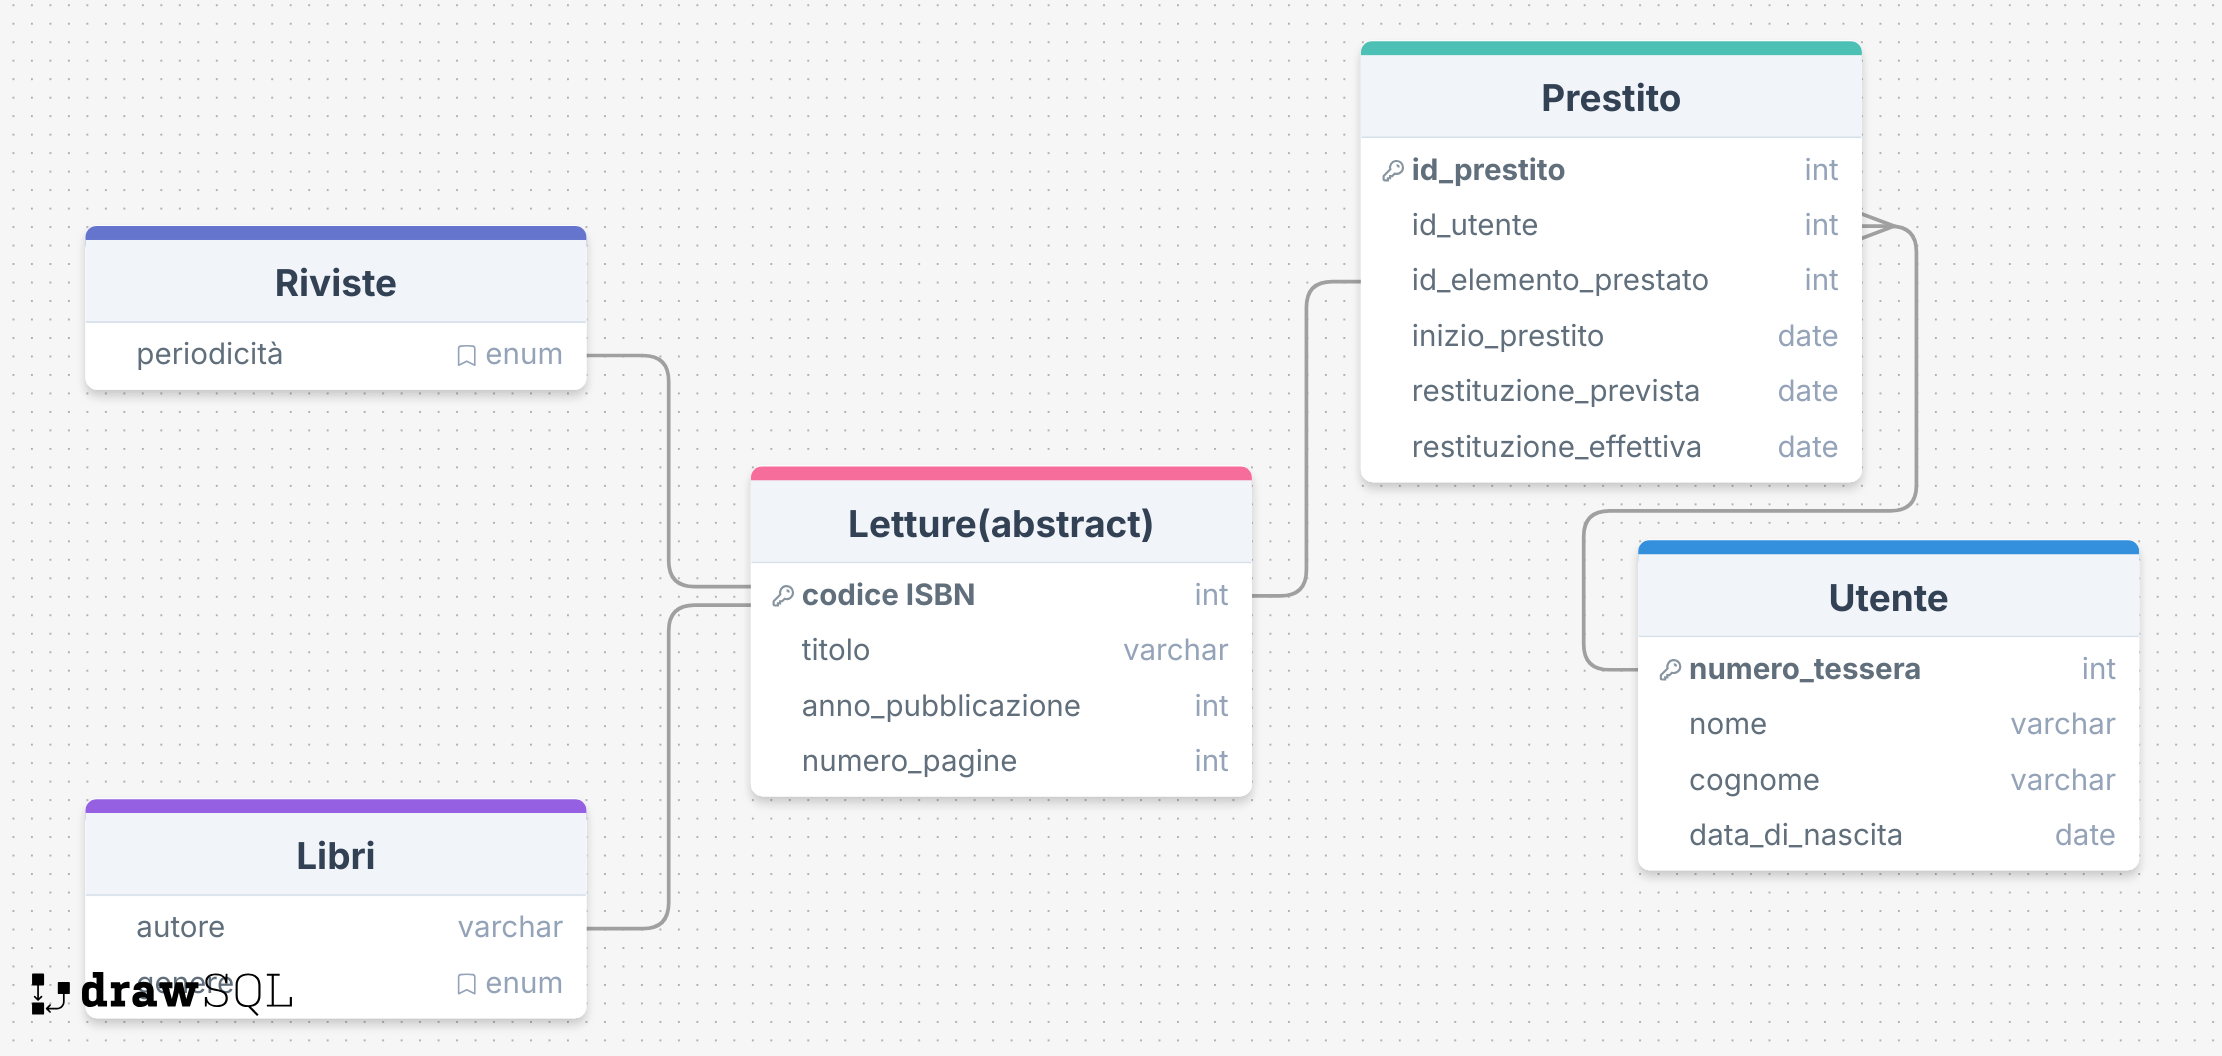 Prestito
id_prestito int
id_utente int
id_elemento_prestato int
inizio_prestito date
restituzione_prevista date
restituzione_effettiva date
Riviste
periodicità enum
Letture(abstract)
codice ISBN int
titolo varchar
anno_pubblicazione int
numero_pagine int
Utente
numero_tessera int
nome varchar
cognome varchar
data_di_nascita date
Libri
autore varchar
genere enum
drawSQL